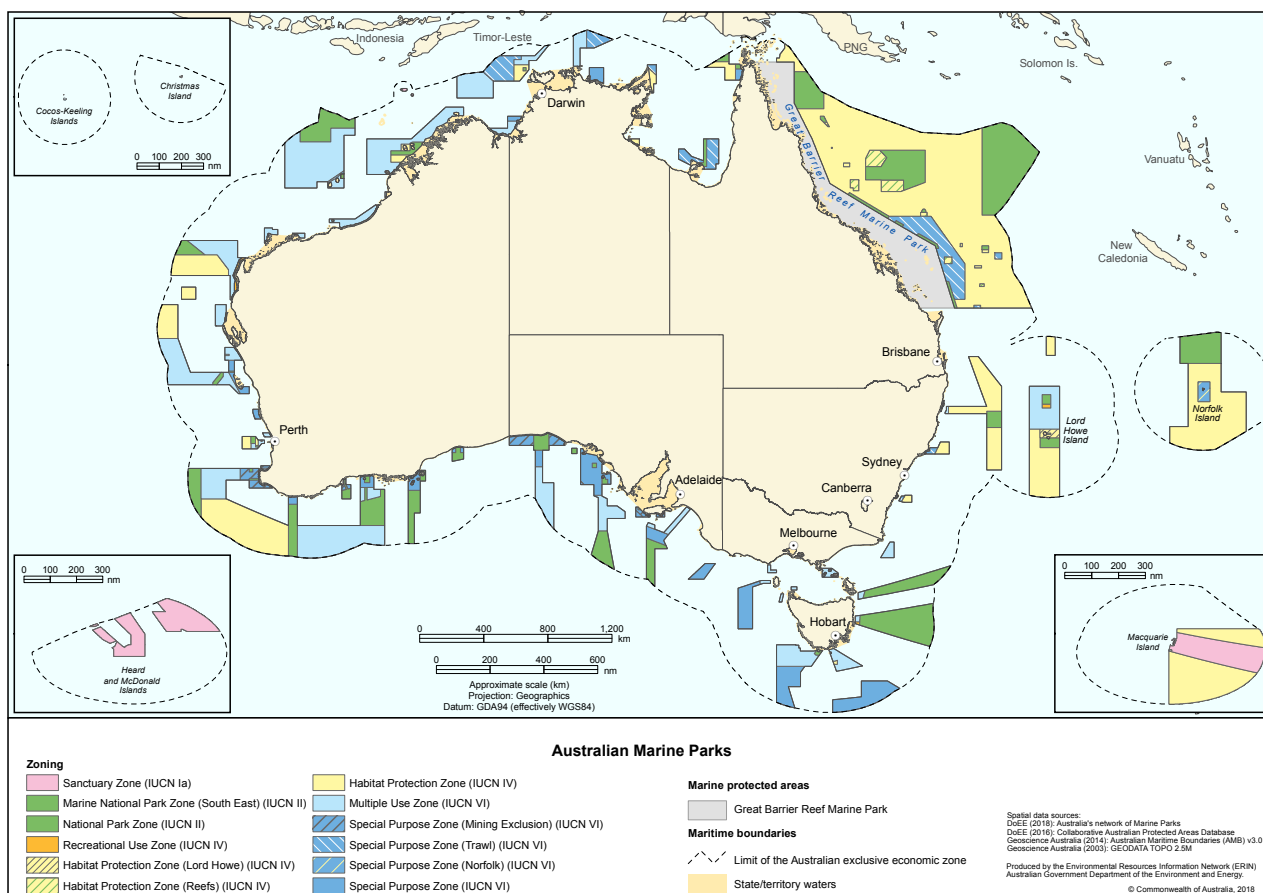 Indonesia
Timor-Leste
PNG
Solomon Is.
Vanuatu
New
Caledonia
Cocos-Keeling
Islands
Christmas
Island
0 100 200 300
nm
Darwin
Great Barrier Reef Marine Park
Brisbane
Perth
Lord
Howe
Island
Norfolk
Island
Sydney
Adelaide
Canberra
Melbourne
Hobart
0 100 200 300
nm
Heard
and McDonald
Islands
0 400 800 1,200
km
0 200 400 600
nm
Approximate scale (km)
Projection: Geographics
Datum: GDA94 (effectively WGS84)
0 100 200 300
nm
Macquarie
Island
Australian Marine Parks
Zoning
Sanctuary Zone (IUCN Ia)
Marine National Park Zone (South East) (IUCN II)
National Park Zone (IUCN II)
Recreational Use Zone (IUCN IV)
Habitat Protection Zone (Lord Howe) (IUCN IV)
Habitat Protection Zone (Reefs) (IUCN IV)
Habitat Protection Zone (IUCN IV)
Multiple Use Zone (IUCN VI)
Special Purpose Zone (Mining Exclusion) (IUCN VI)
Special Purpose Zone (Trawl) (IUCN VI)
Special Purpose Zone (Norfolk) (IUCN VI)
Special Purpose Zone (IUCN VI)
Marine protected areas
Great Barrier Reef Marine Park
Maritime boundaries
Limit of the Australian exclusive economic zone
State/territory waters
Spatial data sources:
DoEE (2018): Australia's network of Marine Parks
DoEE (2016): Collaborative Australian Protected Areas Database
Geoscience Australia (2014): Australian Maritime Boundaries (AMB) v3.0
Geoscience Australia (2003): GEODATA TOPO 2.5M
Produced by the Environmental Resources Information Network (ERIN)
Australian Government Department of the Environment and Energy.
© Commonwealth of Australia, 2018